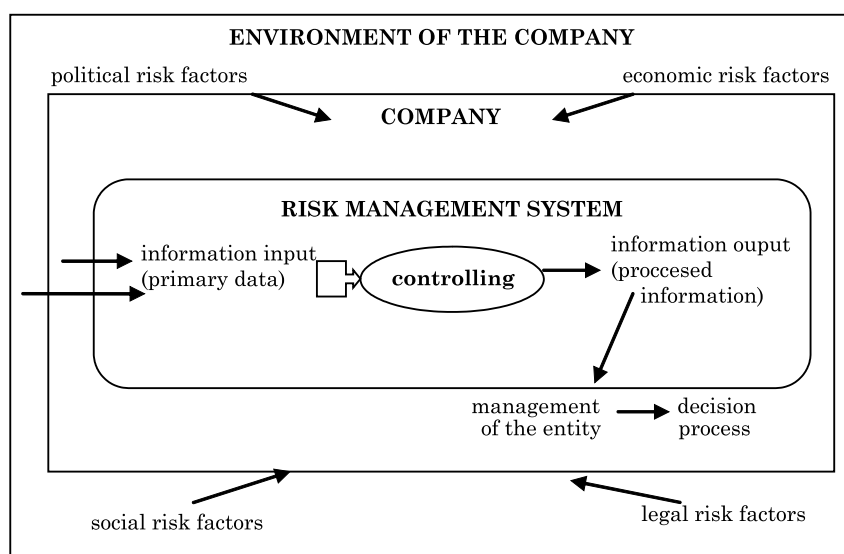 ENVIRONMENT OF THE COMPANY
political risk factors
economic risk factors
COMPANY
RISK MANAGEMENT SYSTEM
information input
(primary data)
controlling
information ouput
(proccesed
information)
management
of the entity
decision
process
social risk factors
legal risk factors